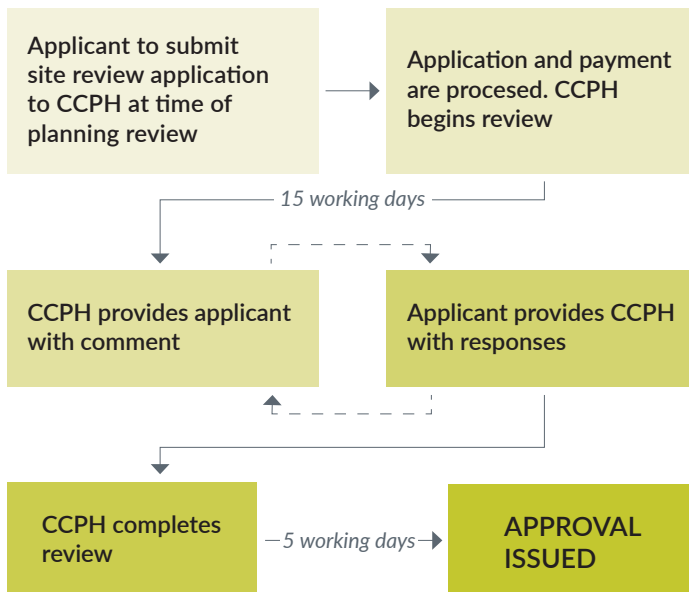 Applicant to submit
site review application
to CCPH at time of
planning review
Application and payment
are procesed. CCPH
begins review
15 working days
CCPH provides applicant
with comment
Applicant provides CCPH
with responses
CCPH completes
review
5 working days
APPROVAL
ISSUED